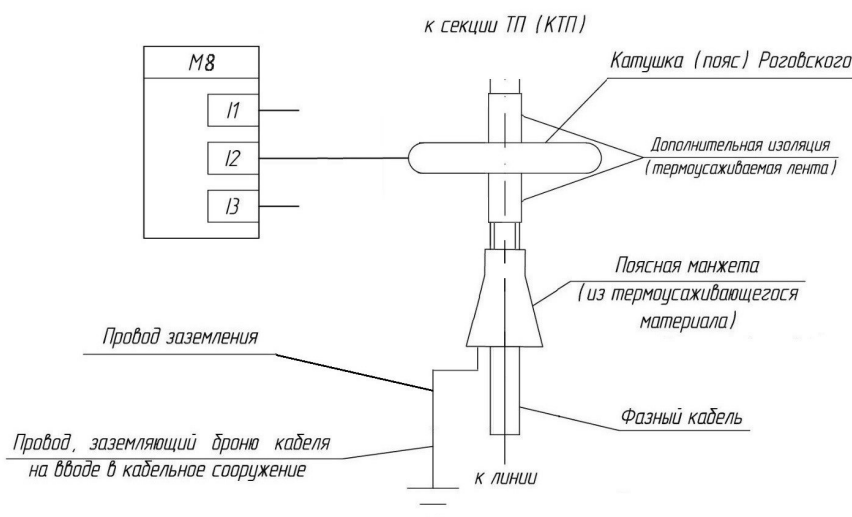 к секции ТП (КТП)
М8
Катушка (пояс) Роговского
I1
I2
I3
Дополнительная изоляция
(термоусаживаемая лента)
Поясная манжета
(из термоусаживающегося
материала)
Провод заземления
Фазный кабель
Провод, заземляющий броню кабеля
на вводе в кабельное сооружение
к линии